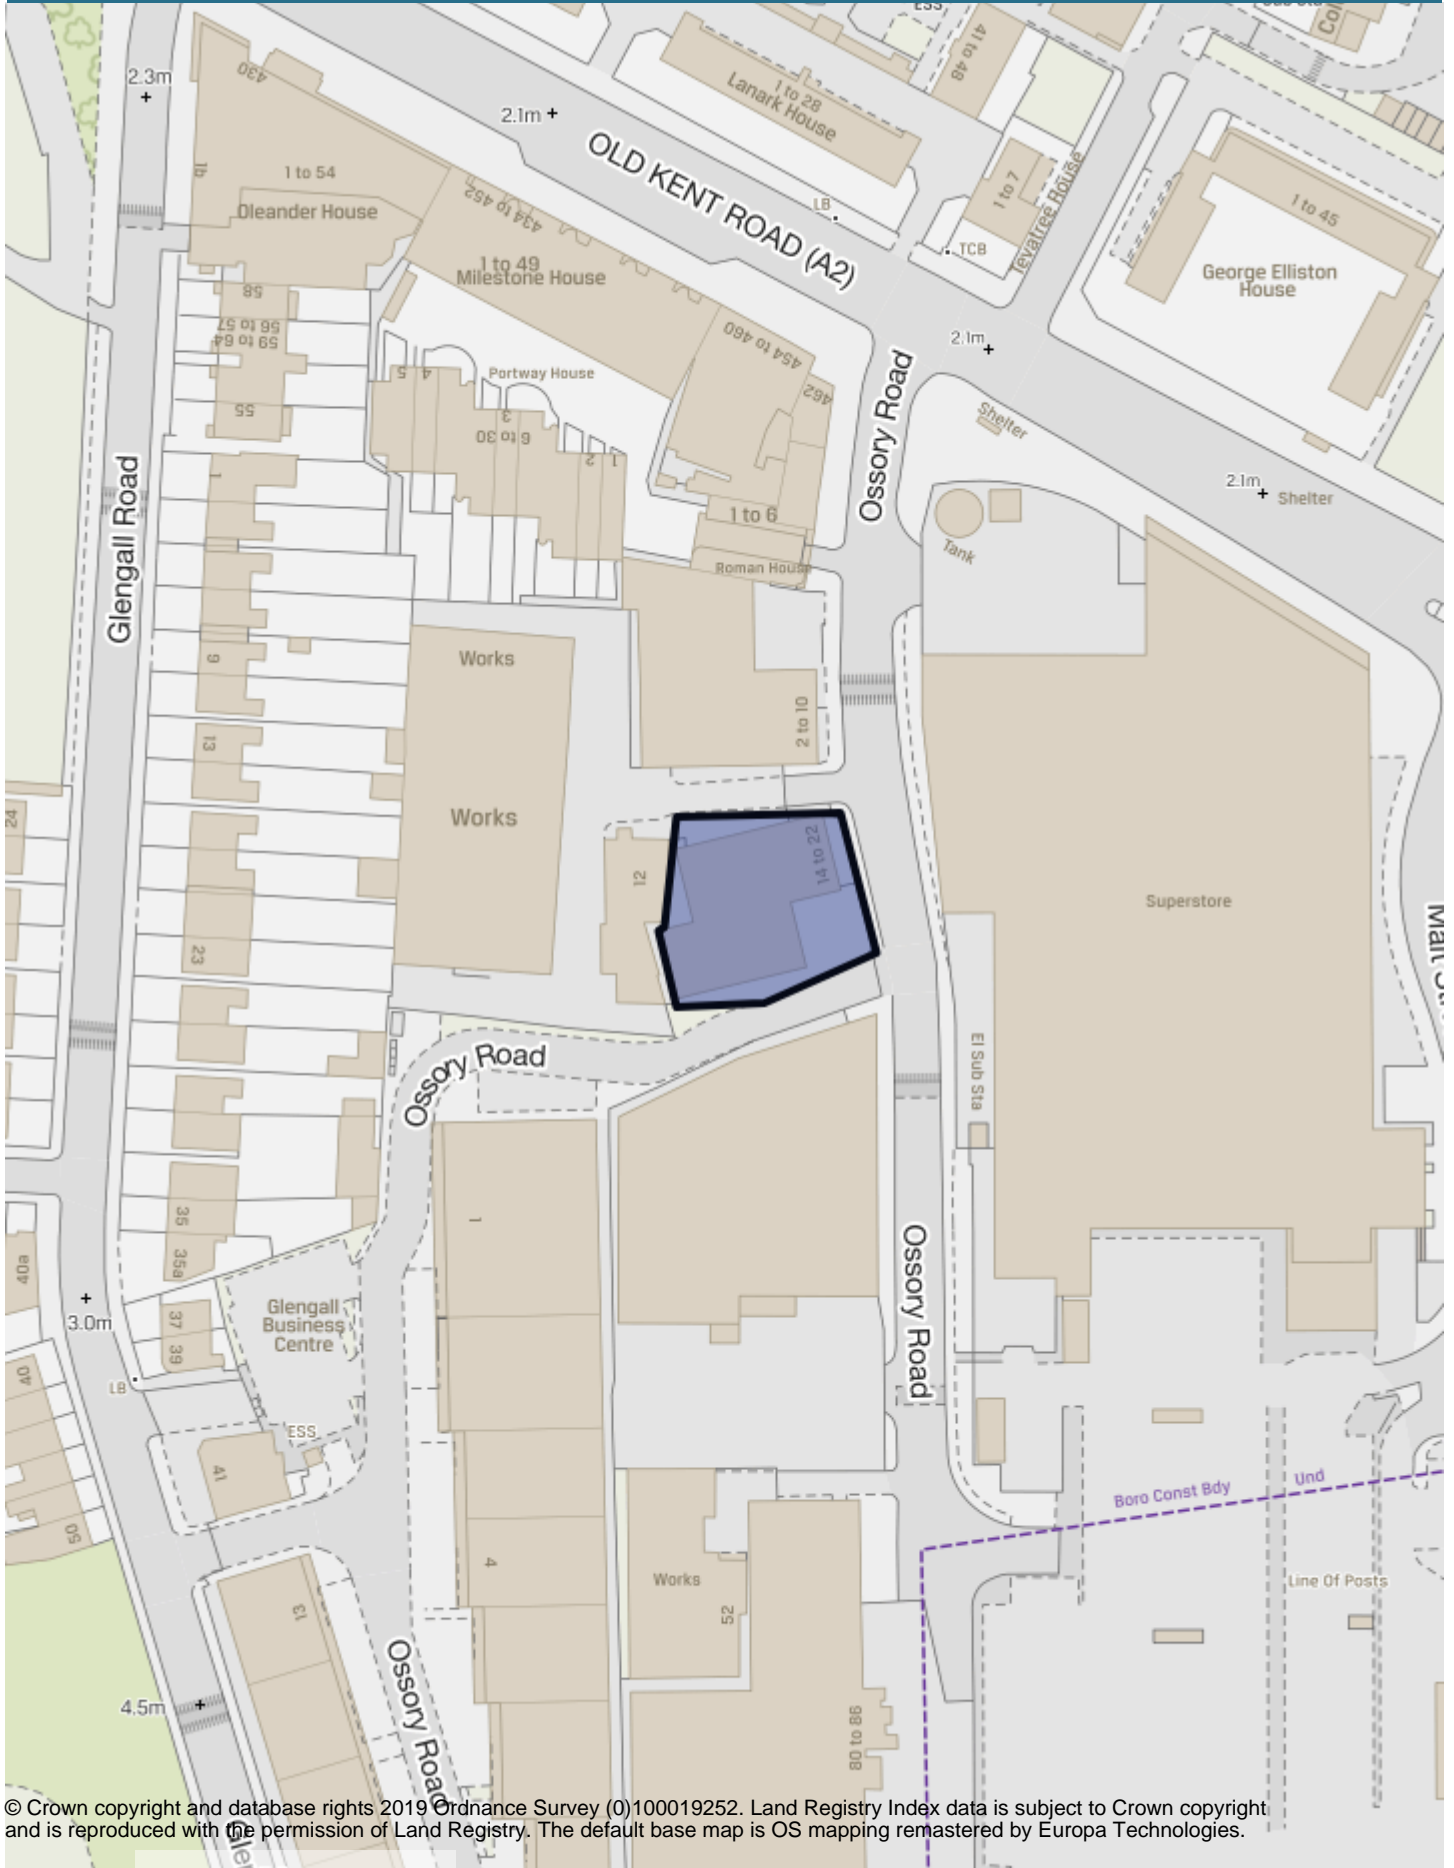 ESS
2.3m
430
2.1m
1 to 28
Lanark House
41 to 48
OLD KENT ROAD (A2)
1b
1 to 54
Oleander House
434 to 452
1 to 49
Milestone House
LB
TCB
1 to 7
Tevatree House
1 to 45
George Elliston
House
58
56 to 57
59 to 64
55
Portway House
5
4
3
6 to 30
2
1
454 to 460
462
Ossory Road
2.1m
Shelter
2.1m
Shelter
Glengall Road
1
1 to 6
Roman House
Tank
Works
9
13
2 to 10
Works
24
12
14 to 22
Superstore
23
Ossory Road
El Sub Sta
35
35a
1
40a
Glengall
Business
Centre
3.0m
37
39
LB
40
50
41
ESS
Ossory Road
Boro Const Bdy
Und
Works
4
52
Line Of Posts
13
4.5m
Ossory Road
80 to 86
© Crown copyright and database rights 2019 Ordnance Survey (0)100019252. Land Registry Index data is subject to Crown copyright
and is reproduced with the permission of Land Registry. The default base map is OS mapping remastered by Europa Technologies.